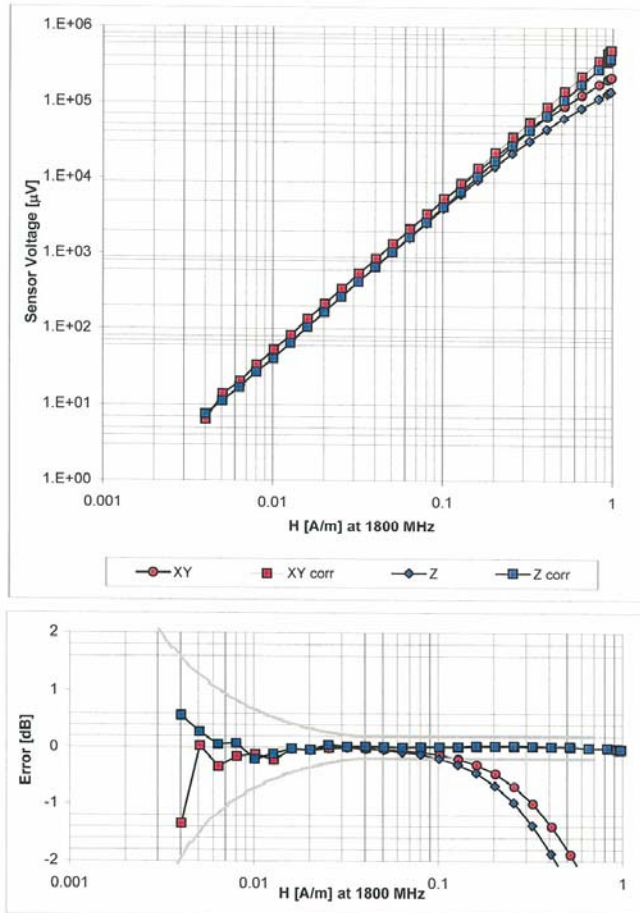 1.E+06
1.E+05
1.E+04
1.E+03
1.E+02
1.E+01
1.E+00
Sensor Voltage [µV]
0.001 0.01 0.1 1
H [A/m] at 1800 MHz
XY XY corr Z Z corr
2
1
0
-1
-2
Error [dB]
0.001 0.01 0.1 1
H [A/m] at 1800 MHz